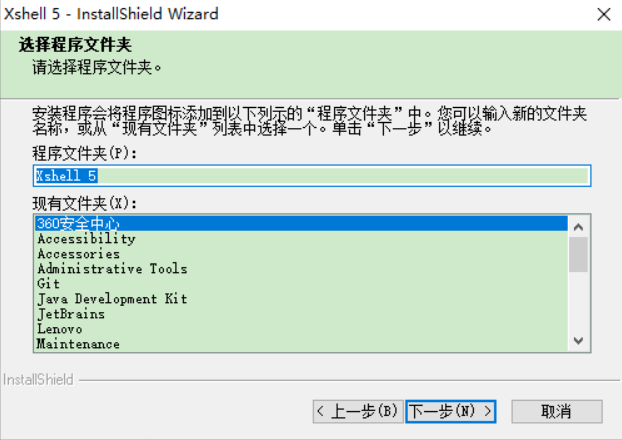 Xshell 5 - InstallShield Wizard
选择程序文件夹
请选择程序文件夹。
安装程序会将程序图标添加到以下列示的“程序文件夹”中。您可以输入新的文件夹
名称，或从“现有文件夹”列表中选择一个。单击“下一步”以继续。
程序文件夹(P)：
Xshell 5
现有文件夹(X)：
360安全中心
Accessibility
Accessories
Administrative Tools
Git
Java Development Kit
JetBrains
Lenovo
Maintenance
InstallShield
< 上一步(B)
下一步(N) >
取消